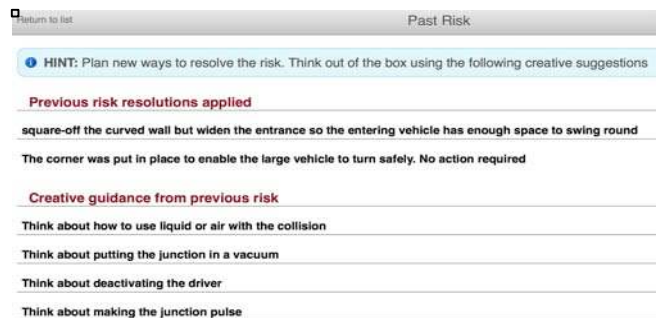 Return to list
Past Risk
HINT: Plan new ways to resolve the risk. Think out of the box using the following creative suggestions
Previous risk resolutions applied
square-off the curved wall but widen the entrance so the entering vehicle has enough space to swing round
The corner was put in place to enable the large vehicle to turn safely. No action required
Creative guidance from previous risk
Think about how to use liquid or air with the collision
Think about putting the junction in a vacuum
Think about deactivating the driver
Think about making the junction pulse